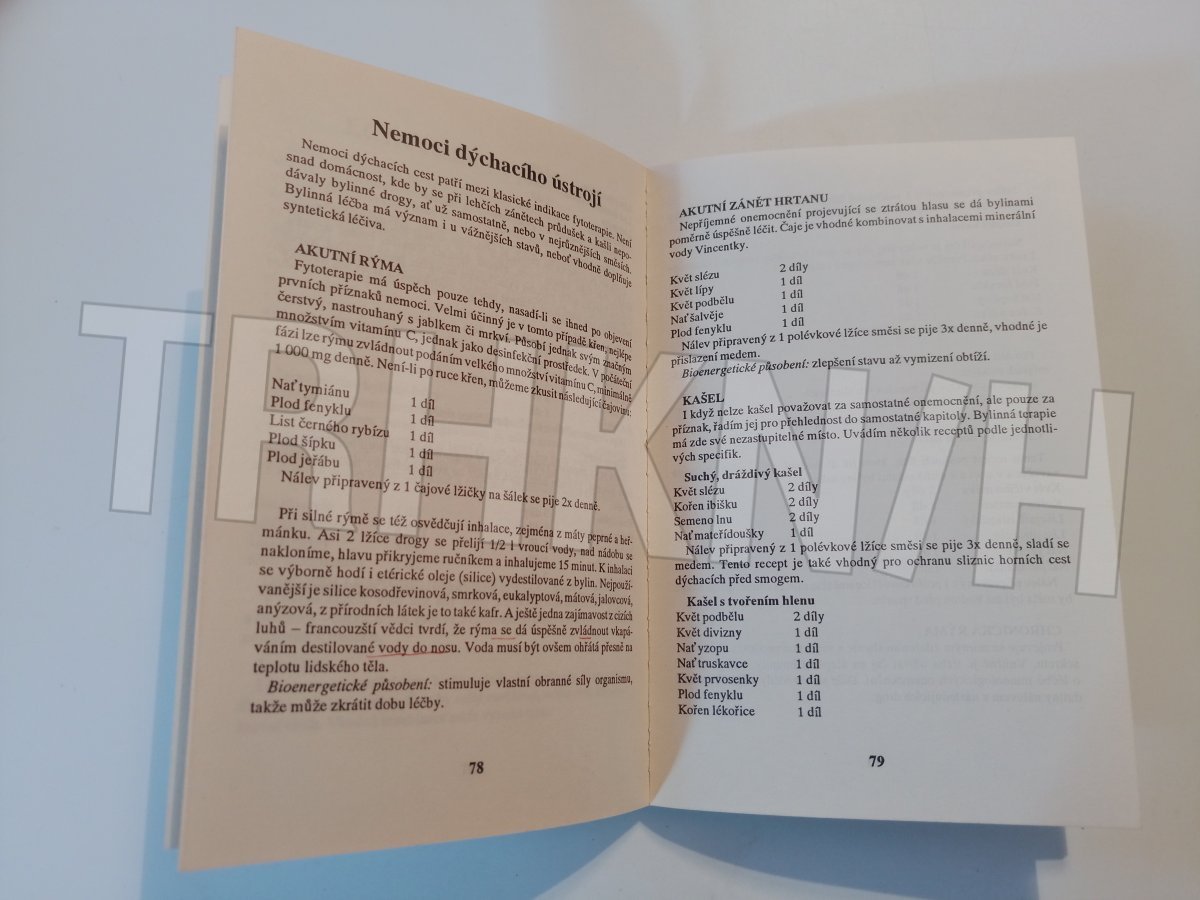 Nemoci dýchacího ústrojí
Nemoci dýchacích cest patří mezi klasické indikace fytoterapie. Není
snad domácnost, kde by se při lehčích zánětech průdušek a kašli nepo-
dávaly bylinné drogy, ať už samostatně, nebo v nejrůznějších směsích.
Bylinná léčba má význam i u vážnějších stavů, neboť vhodně doplňuje
syntetická léčiva.
AKUTNÍ RÝMA
Fytoterapie má úspěch pouze tehdy, nasadí-li se ihned po objevení
prvních příznaků nemoci. Velmi účinný je v tomto případě křen, nejlépe
čerstvý, nastrouhaný s jablkem či mrkví. Působí jednak svým značným
množstvím vitamínu C, jednak jako desinfekční prostředek. V počáteční
fázi lze rýmu zvládnout podáním velkého množství vitamínu C, minimálně
1 000 mg denně. Není-li po ruce křen, můžeme zkusit následující čajovinu:
Nať tymiánu 1 díl
Plod fenyklu 1 díl
List černého rybízu 1 díl
Plod šípku 1 díl
Plod jeřábu 1 díl
Nálev připravený z 1 čajové lžičky na šálek se pije 2x denně.
Při silné rýmě se též osvědčují inhalace, zejména z máty peprné a heř-
mánku. Asi 2 lžíce drogy se přelijí 1/2 l vroucí vody, nad nádobu se
nakloníme, hlavu přikryjeme ručníkem a inhalujeme 15 minut. K inhalaci
se výborně hodí i etérické oleje (silice) vydestilované z bylin. Nejpouží-
vanější je silice kosodřevinová, smrková, eukalyptová, mátová, jalovcová,
anýzová, z přírodních látek je to také kafr. A ještě jedna zajímavost z cizích
luhů – francouzští vědci tvrdí, že rýma se dá úspěšně zvládnout vkapá-
váním destilované vody do nosu. Voda musí být ovšem ohřátá přesně na
teplotu lidského těla.
Bioenergetické působení: stimuluje vlastní obranné síly organismu,
takže může zkrátit dobu léčby.
78
AKUTNÍ ZÁNĚT HRTANU
Nepříjemné onemocnění projevující se ztrátou hlasu se dá bylinami
poměrně úspěšně léčit. Čaje je vhodné kombinovat s inhalacemi minerální
vody Vincentky.
Květ slézu 2 díly
Květ lípy 1 díl
Květ podbělu 1 díl
Nať šalvěje 1 díl
Plod fenyklu 1 díl
Nálev připravený z 1 polévkové lžíce směsi se pije 3x denně, vhodné je
přislazení medem.
Bioenergetické působení: zlepšení stavu až vymizení obtíží.
KAŠEL
I když nelze kašel považovat za samostatné onemocnění, ale pouze za
příznak, řadím jej pro přehlednost do samostatné kapitoly. Bylinná terapie
má zde své nezastupitelné místo. Uvádím několik receptů podle jednotli-
vých specifik.
Suchý, dráždivý kašel
Květ slézu 2 díly
Kořen ibišku 2 díly
Semeno lnu 2 díly
Nať mateřídoušky 1 díl
Nálev připravený z 1 polévkové lžíce směsi se pije 3x denně, sladí se
medem. Tento recept je také vhodný pro ochranu sliznic horních cest
dýchacích před smogem.
Kašel s tvořením hlenu
Květ podbělu 2 díly
Květ divizny 1 díl
Nať yzopu 1 díl
Nať truskavce 1 díl
Květ prvosenky 1 díl
Plod fenyklu 1 díl
Kořen lékořice 1 díl
79
TRHKNIH